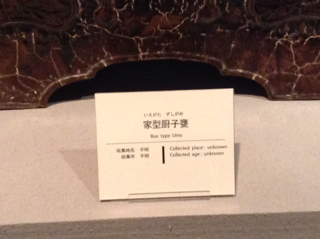 いえがた ずしがめ
家型厨子甕
Box type Urns
収集地名 不明 Collected place : unknown
収集年 不明 Collected age : unknown